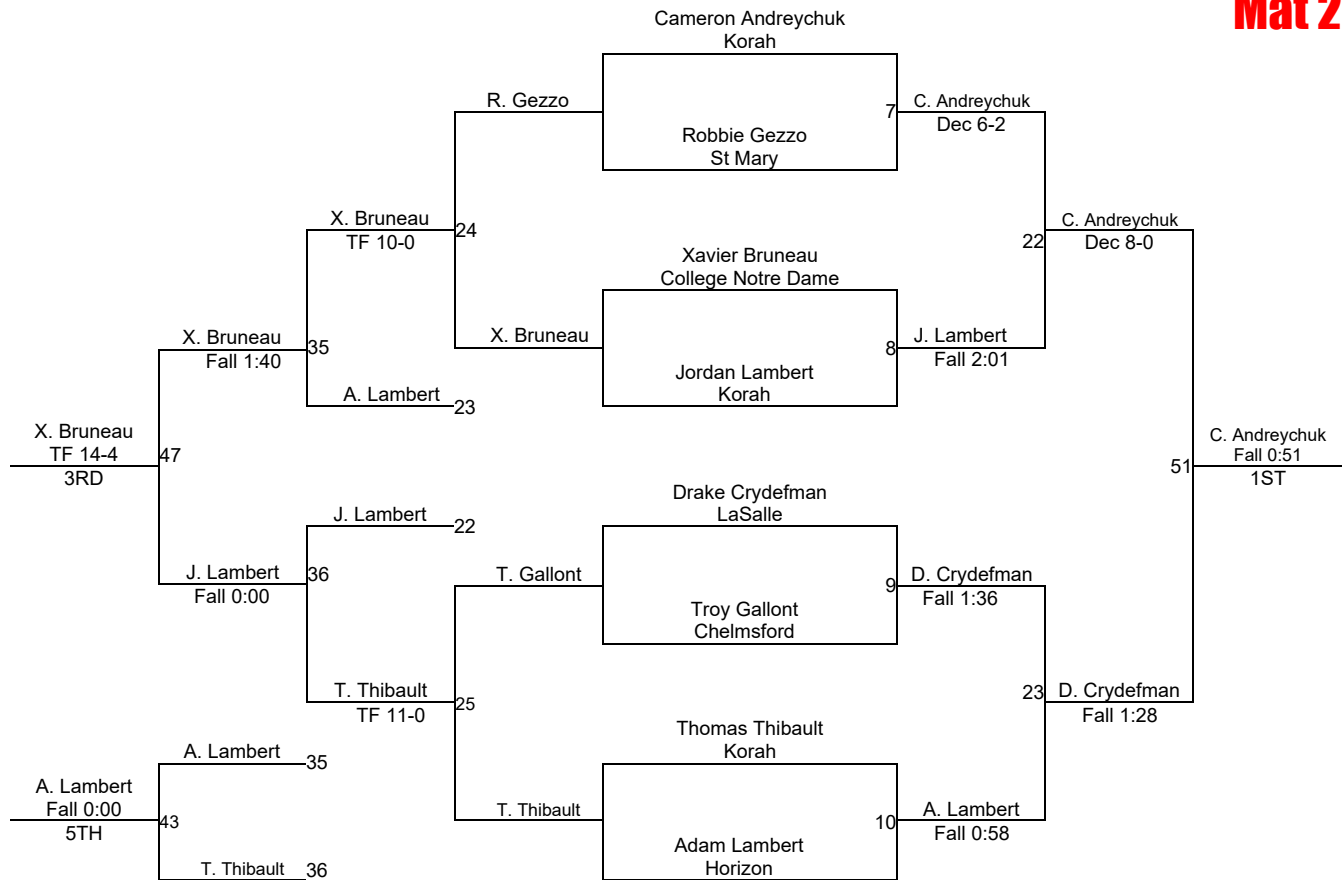 Mat 2
Cameron Andreychuk
Korah
R. Gezzo
7
C. Andreychuk
Dec 6-2
Robbie Gezzo
St Mary
X. Bruneau
TF 10-0
24
22
C. Andreychuk
Dec 8-0
Xavier Bruneau
College Notre Dame
X. Bruneau
Fall 1:40
35
X. Bruneau
8
J. Lambert
Fall 2:01
Jordan Lambert
Korah
A. Lambert
23
X. Bruneau
TF 14-4
3RD
47
51
C. Andreychuk
Fall 0:51
1ST
Drake Crydefman
LaSalle
J. Lambert
22
J. Lambert
Fall 0:00
36
T. Gallont
9
D. Crydefman
Fall 1:36
Troy Gallont
Chelmsford
T. Thibault
TF 11-0
25
23
D. Crydefman
Fall 1:28
Thomas Thibault
Korah
A. Lambert
35
A. Lambert
Fall 0:00
5TH
43
T. Thibault
10
A. Lambert
Fall 0:58
Adam Lambert
Horizon
T. Thibault
36